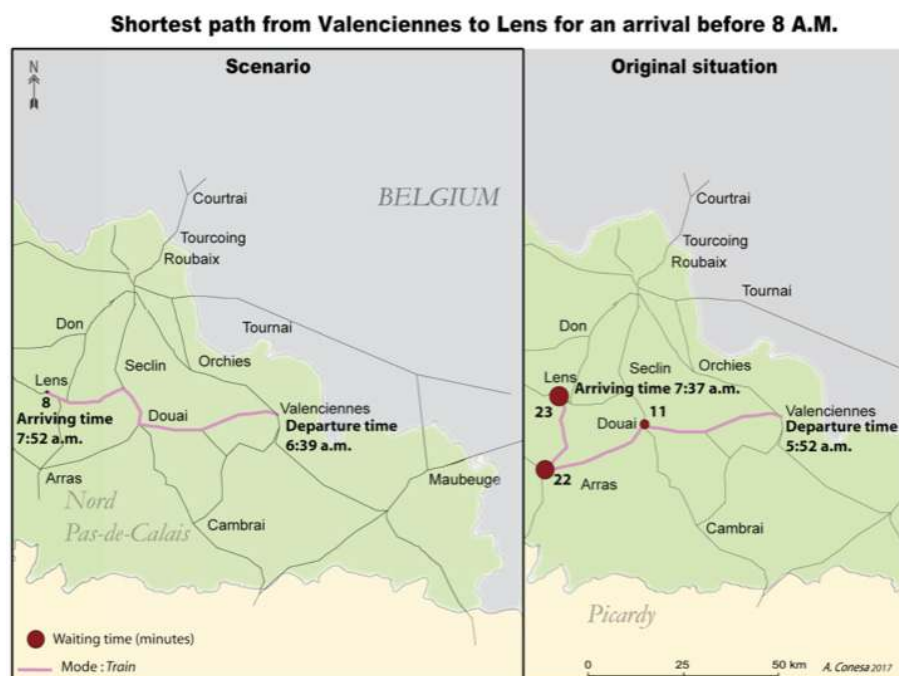 Shortest path from Valenciennes to Lens for an arrival before 8 A.M.
Scenario
N
BELGIUM
Courtrai
Tourcoing
Roubaix
Don
Tournai
Seclin
Orchies
Lens
8
Arriving time
7:52 a.m.
Douai
Valenciennes
Departure time
6:39 a.m.
Arras
Maubeuge
Nord
Pas-de-Calais
Cambrai
Waiting time (minutes)
Mode : Train
Original situation
Courtrai
Tourcoing
Roubaix
Tournai
Don
Seclin
Orchies
Lens
Arriving time 7:37 a.m.
23
11
Douai
Valenciennes
Departure time
5:52 a.m.
22
Arras
Cambrai
Picardy
0 25 50 km
A. Conesa 2017